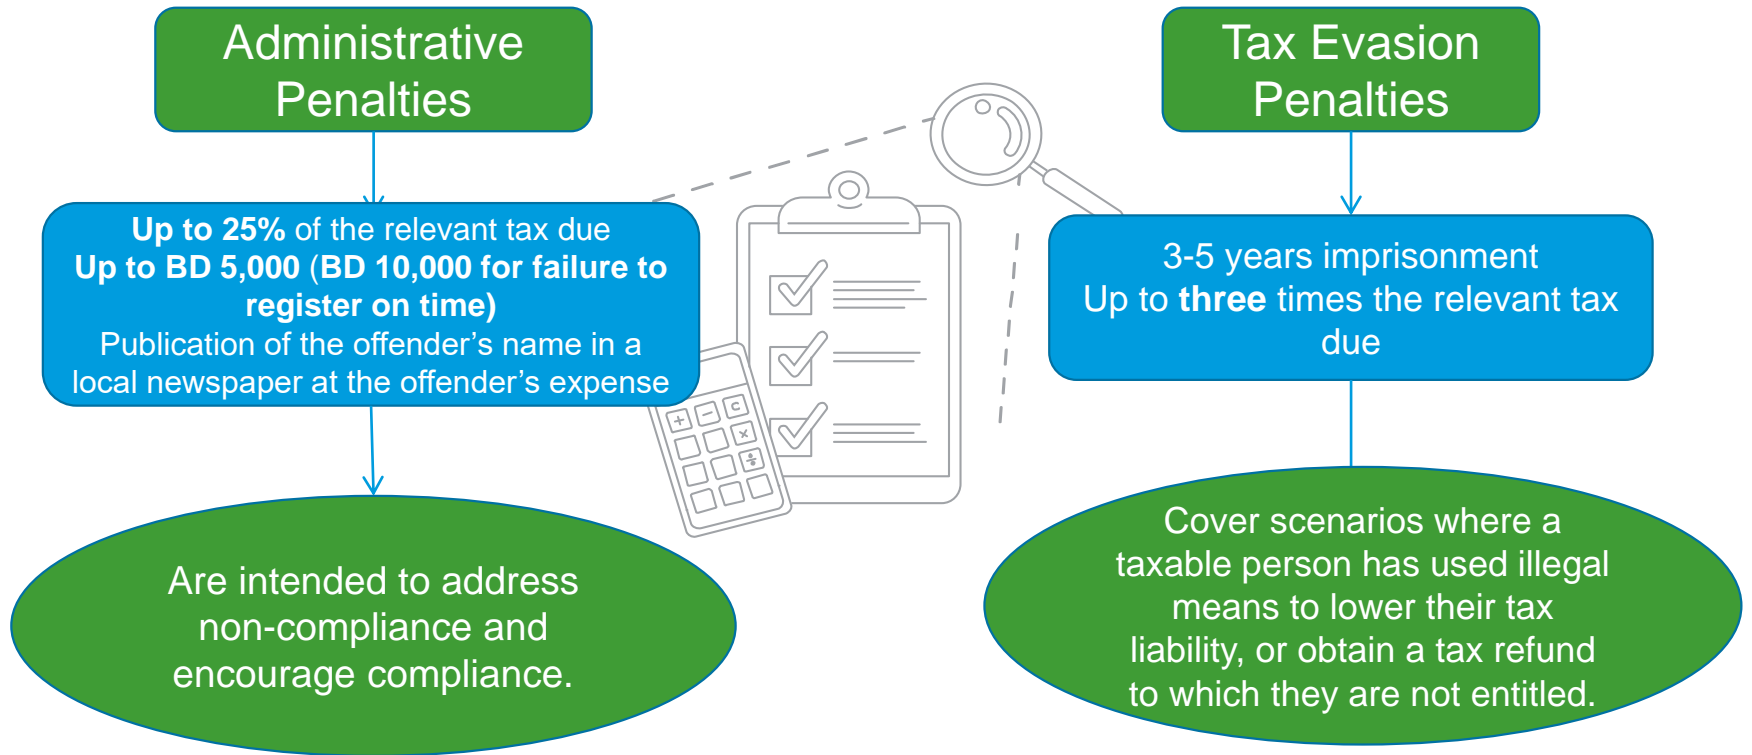 Administrative
Penalties
Up to 25% of the relevant tax due
Up to BD 5,000 (BD 10,000 for failure to
register on time)
Publication of the offender’s name in a
local newspaper at the offender’s expense
Are intended to address
non-compliance and
encourage compliance.
+ − C
×
÷
Tax Evasion
Penalties
3-5 years imprisonment
Up to three times the relevant tax
due
Cover scenarios where a
taxable person has used illegal
means to lower their tax
liability, or obtain a tax refund
to which they are not entitled.